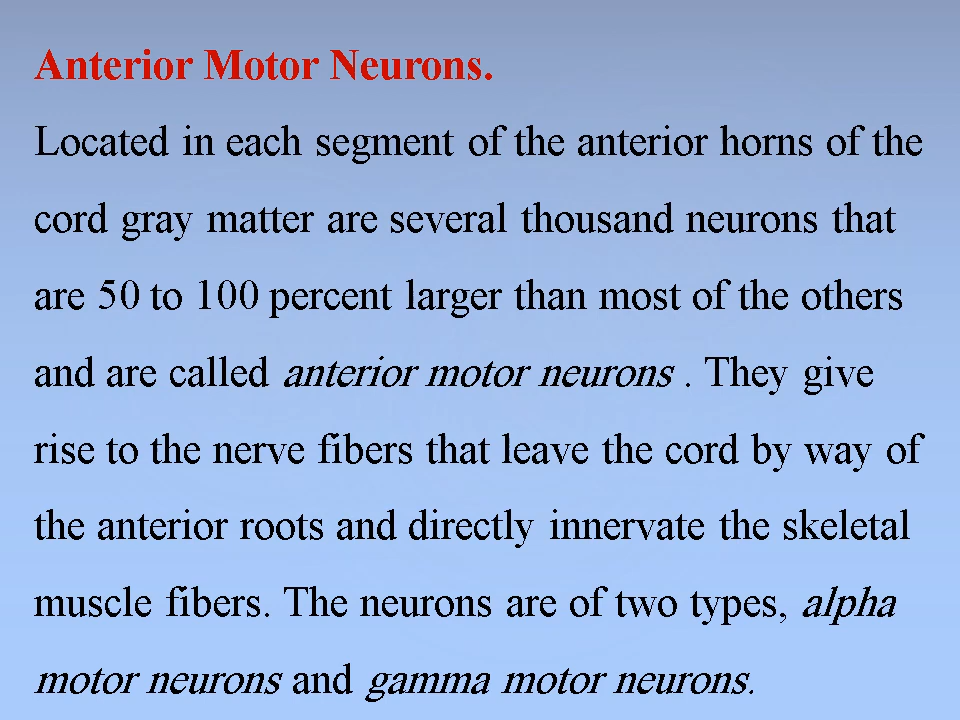 Anterior Motor Neurons.
Located in each segment of the anterior horns of the
cord gray matter are several thousand neurons that
are 50 to 100 percent larger than most of the others
and are called anterior motor neurons . They give
rise to the nerve fibers that leave the cord by way of
the anterior roots and directly innervate the skeletal
muscle fibers. The neurons are of two types, alpha
motor neurons and gamma motor neurons.